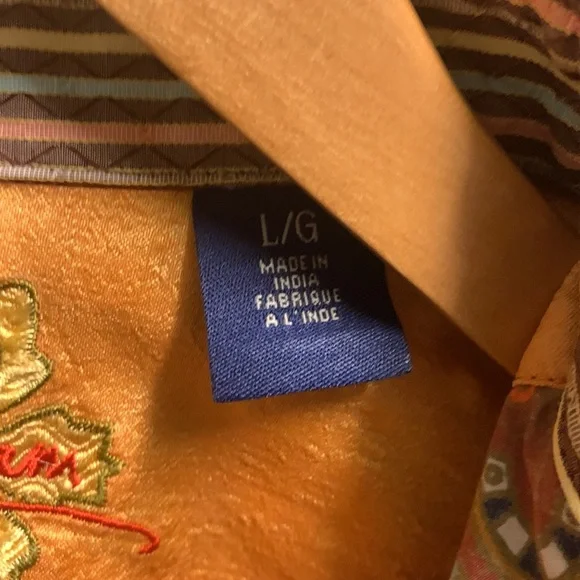 L/G
MADE IN
INDIA
FABRIQUE
A L'INDE